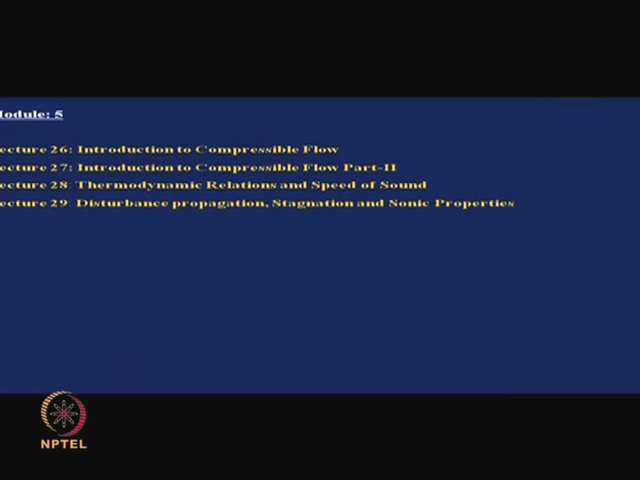 odule: 5
ecture 26: Introduction to Compressible Flow
ecture 27: Introduction to Compressible Flow Part-II
ecture 28: Thermodynamic Relations and Speed of Sound
ecture 29: Disturbance propagation, Stagnation and Sonic Properties
NPTEL